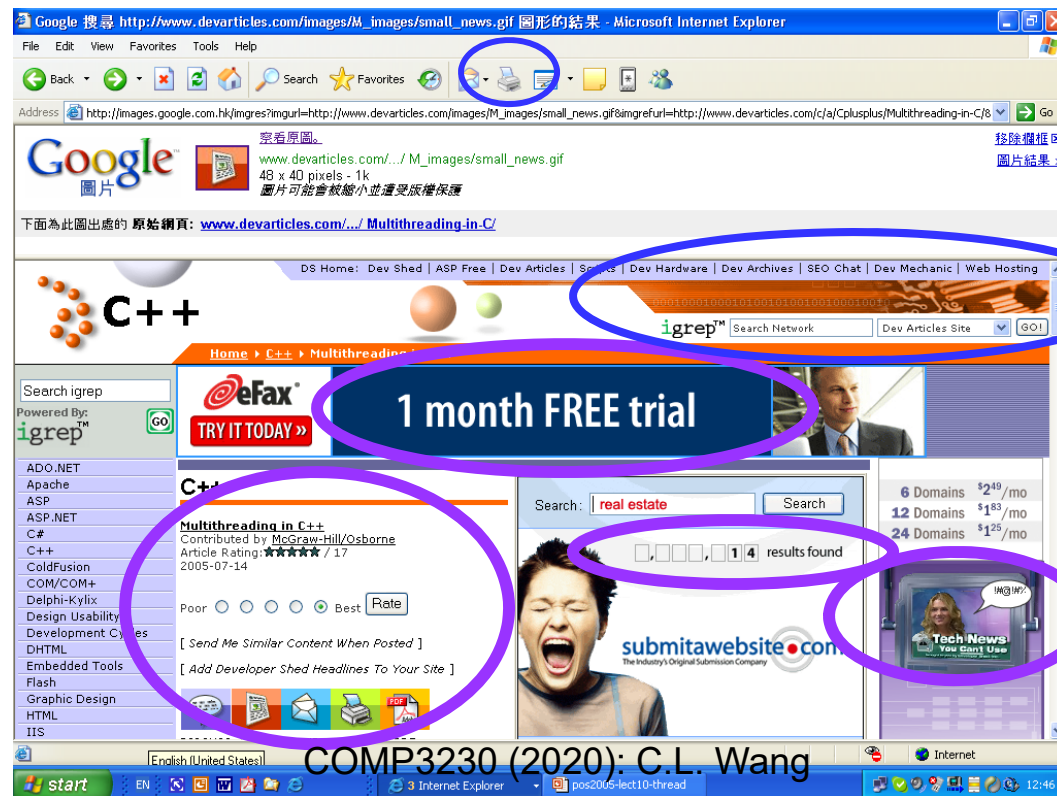 Google 搜尋 http://www.devarticles.com/images/M_images/small_news.gif 圖形的結果 - Microsoft Internet Explorer
File Edit View Favorites Tools Help
Back Search Favorites
Address http://images.google.com.hk/imgres?imgurl=http://www.devarticles.com/images/M_images/small_news.gif&imgrefurl=http://www.devarticles.com/c/a/Cplusplus/Multithreading-in-C/8 Go
Google™ 圖片
察看原圖。
移除欄框
www.devarticles.com/.../ M_images/small_news.gif
圖片結果
48 x 40 pixels - 1k
圖片可能會被縮小並遭受版權保護
下面為此圖出處的 原始網頁: www.devarticles.com/.../ Multithreading-in-C/
DS Home: Dev Shed | ASP Free | Dev Articles | Scripts | Dev Hardware | Dev Archives | SEO Chat | Dev Mechanic | Web Hosting
C++
igrep™ Search Network Dev Articles Site GO!
Home C++ Multithreading
Search igrep
Powered By:
igrep™ GO
eFax
TRY IT TODAY »
1 month FREE trial
ADO.NET
Apache
ASP
ASP.NET
C#
C++
ColdFusion
COM/COM+
Delphi-Kylix
Design Usability
Development Cycles
DHTML
Embedded Tools
Flash
Graphic Design
HTML
IIS
C++
Multithreading in C++
Contributed by McGraw-Hill/Osborne
Article Rating: / 17
2005-07-14
Poor Best Rate
[ Send Me Similar Content When Posted ]
[ Add Developer Shed Headlines To Your Site ]
PDF
Search: real estate Search
, , 1 4 results found
submitawebsite.com
The Industry's Original Submission Company
6 Domains $2⁴⁹/mo
12 Domains $1⁸³/mo
24 Domains $1²⁵/mo
!#@!#%
Tech News
You Cant Use
Internet
English (United States)
COMP3230 (2020): C.L. Wang
start EN 3 Internet Explorer pos2005-lect10-thread 12:46